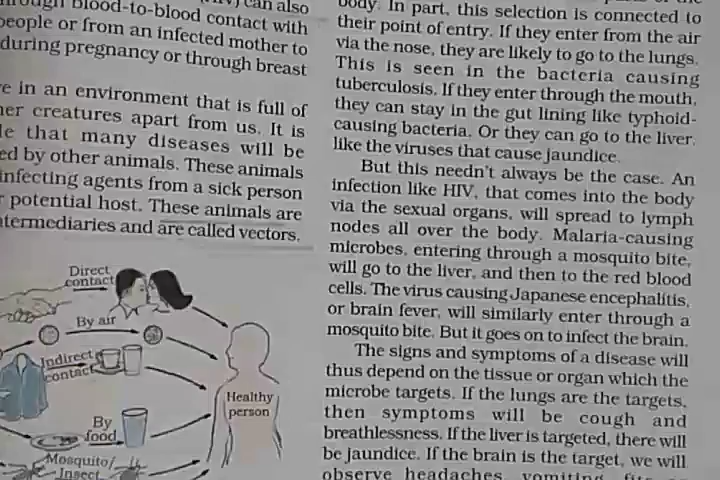 blood-to-blood contact with
people or from an infected mother to
during pregnancy or through breast
in an environment that is full of
creatures apart from us. It is
that many diseases will be
by other animals. These animals
infecting agents from a sick person
potential host. These animals are
and are called vectors.
Direct
contact
By air
Indirect
contact
By
food
Mosquito/
Insect
Healthy
person
body. In part, this selection is connected to
their point of entry. If they enter from the air
via the nose, they are likely to go to the lungs.
This is seen in the bacteria causing
tuberculosis. If they enter through the mouth,
they can stay in the gut lining like typhoid-
causing bacteria. Or they can go to the liver,
like the viruses that cause jaundice.
But this needn't always be the case. An
infection like HIV, that comes into the body
via the sexual organs, will spread to lymph
nodes all over the body. Malaria-causing
microbes, entering through a mosquito bite,
will go to the liver, and then to the red blood
cells. The virus causing Japanese encephalitis,
or brain fever, will similarly enter through a
mosquito bite. But it goes on to infect the brain.
The signs and symptoms of a disease will
thus depend on the tissue or organ which the
microbe targets. If the lungs are the targets,
then symptoms will be cough and
breathlessness. If the liver is targeted, there will
be jaundice. If the brain is the target, we will
observe headaches, vomiting,